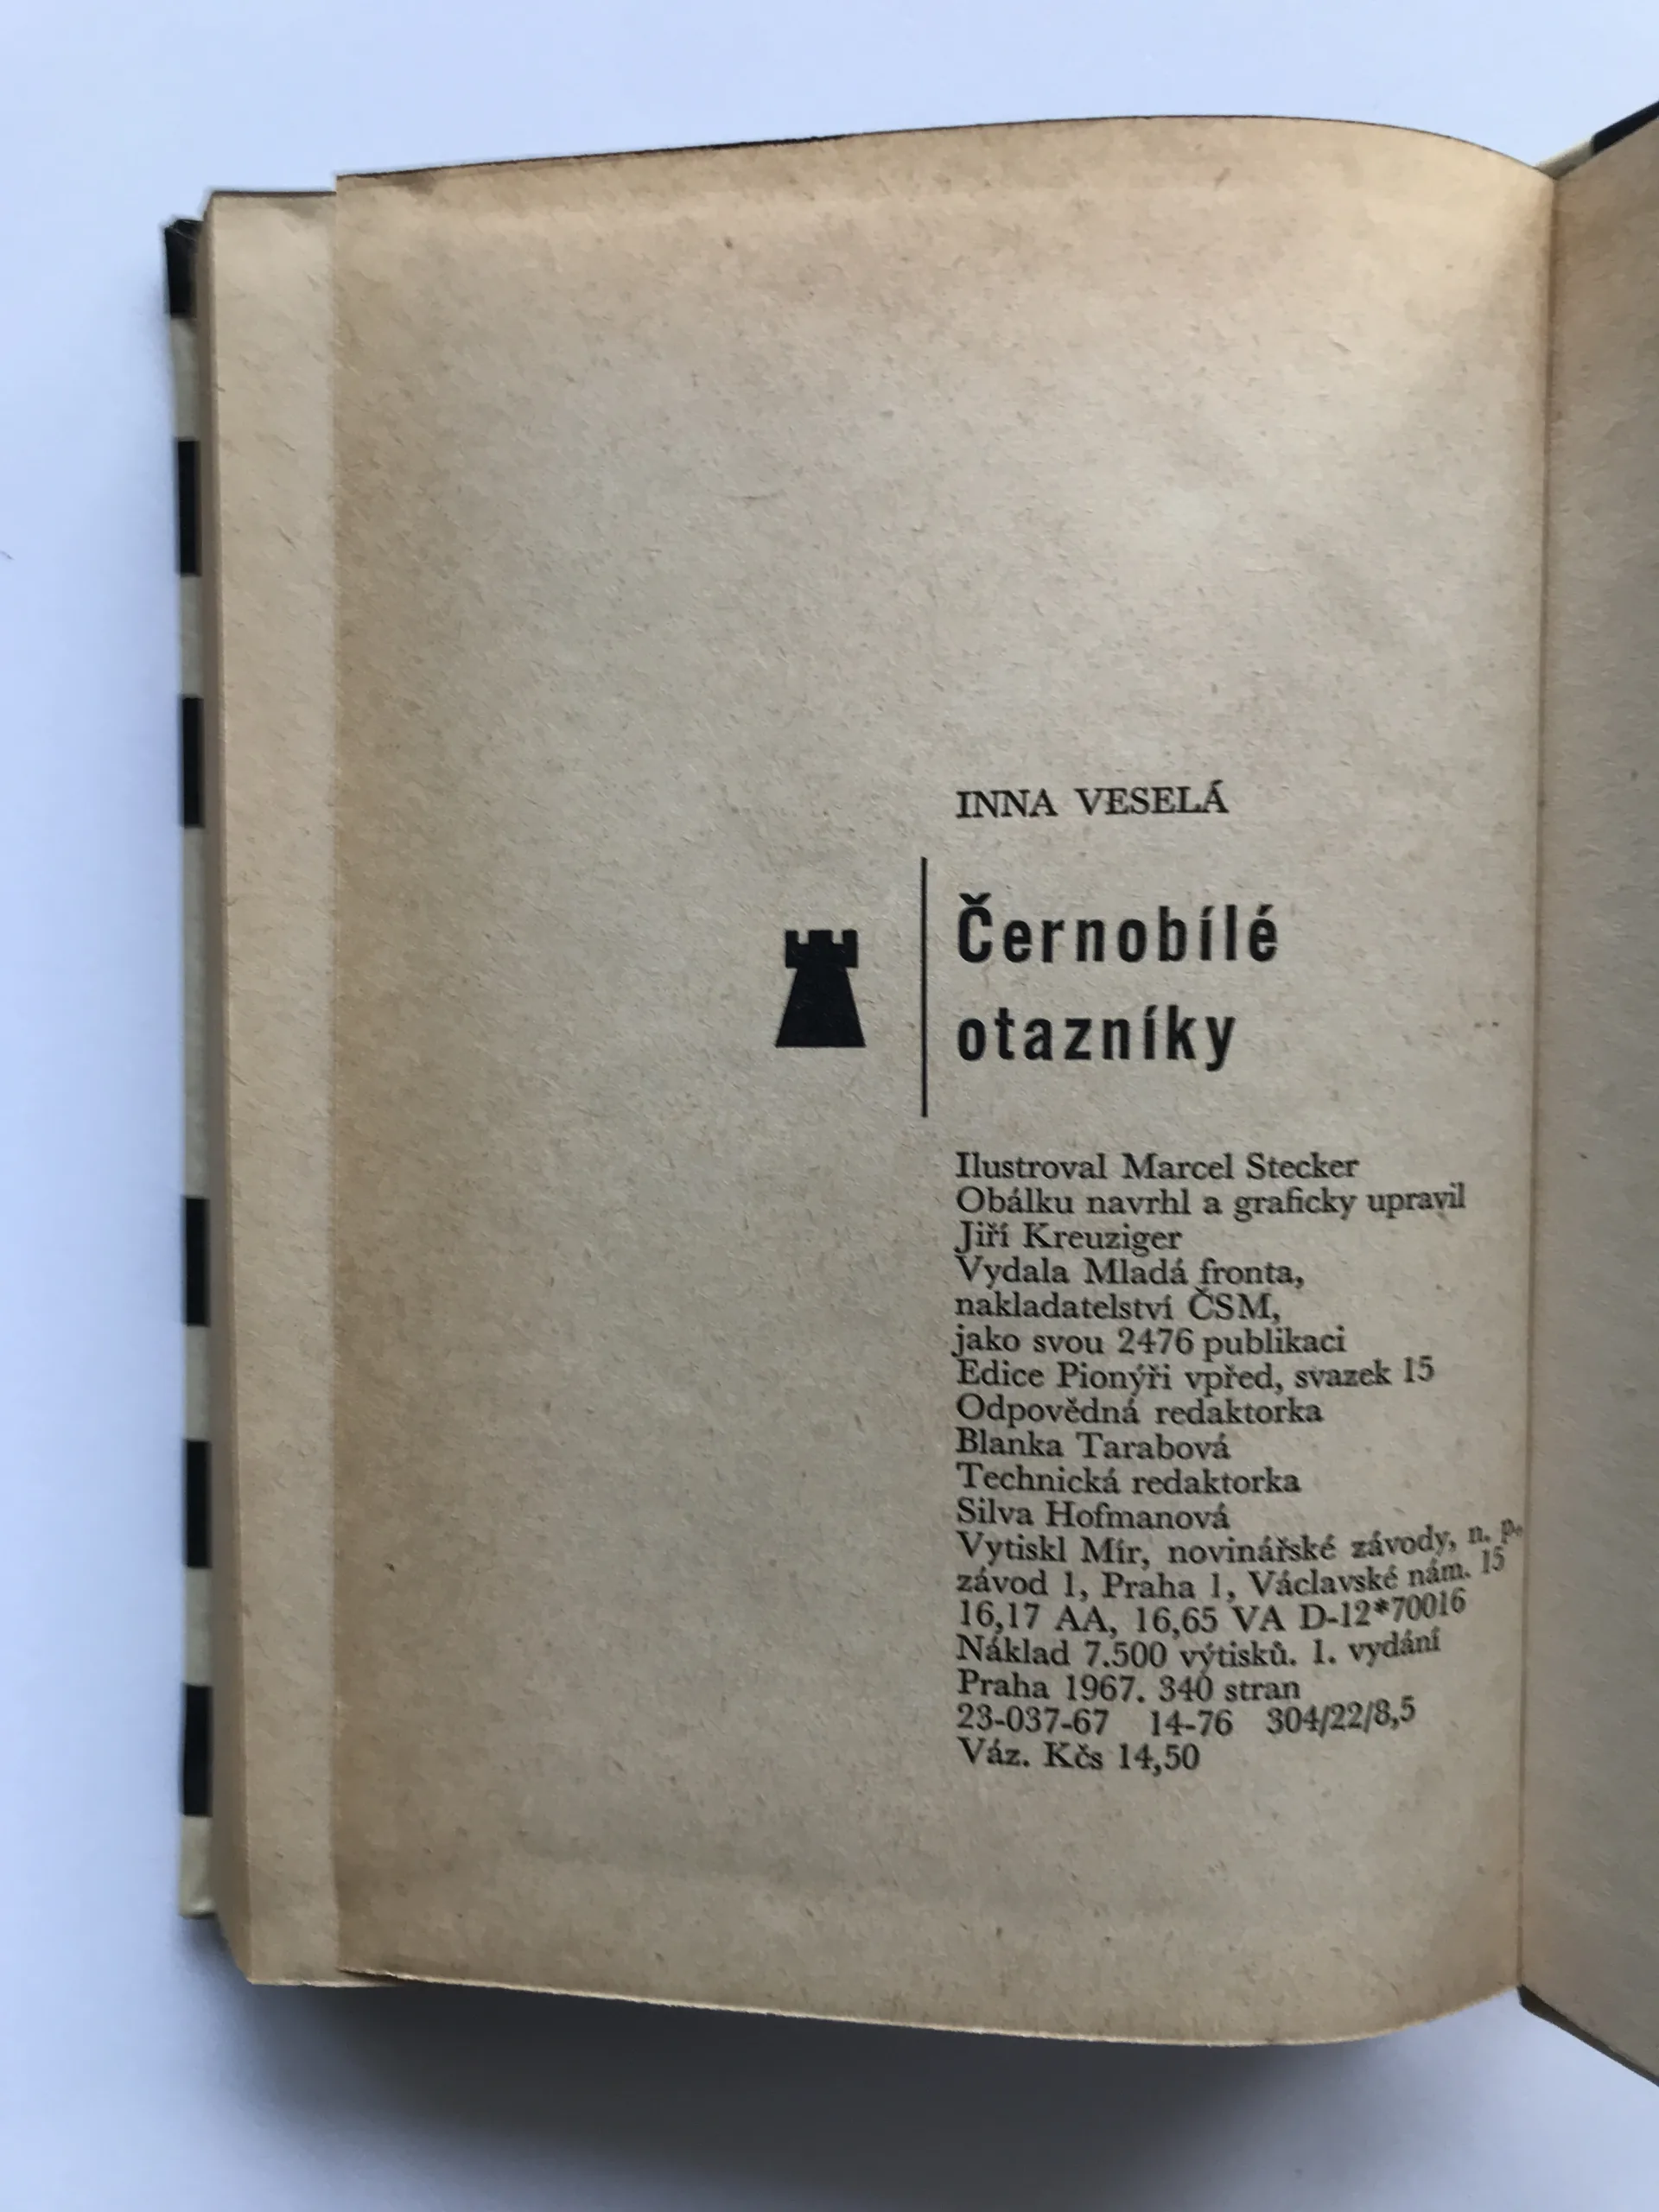 INNA VESELÁ
Černobílé
otazníky
Ilustroval Marcel Stecker
Obálku navrhl a graficky upravil
Jiří Kreuziger
Vydala Mladá fronta,
nakladatelství ČSM,
jako svou 2476 publikaci
Edice Pionýři vpřed, svazek 15
Odpovědná redaktorka
Blanka Tarabová
Technická redaktorka
Silva Hofmanová
Vytiskl Mír, novinářské závody, n. p.
závod 1, Praha 1, Václavské nám. 15
16,17 AA, 16,65 VA D-12*70016
Náklad 7.500 výtisků. 1. vydání
Praha 1967. 340 stran
23-037-67 14-76 304/22/8,5
Váz. Kčs 14,50